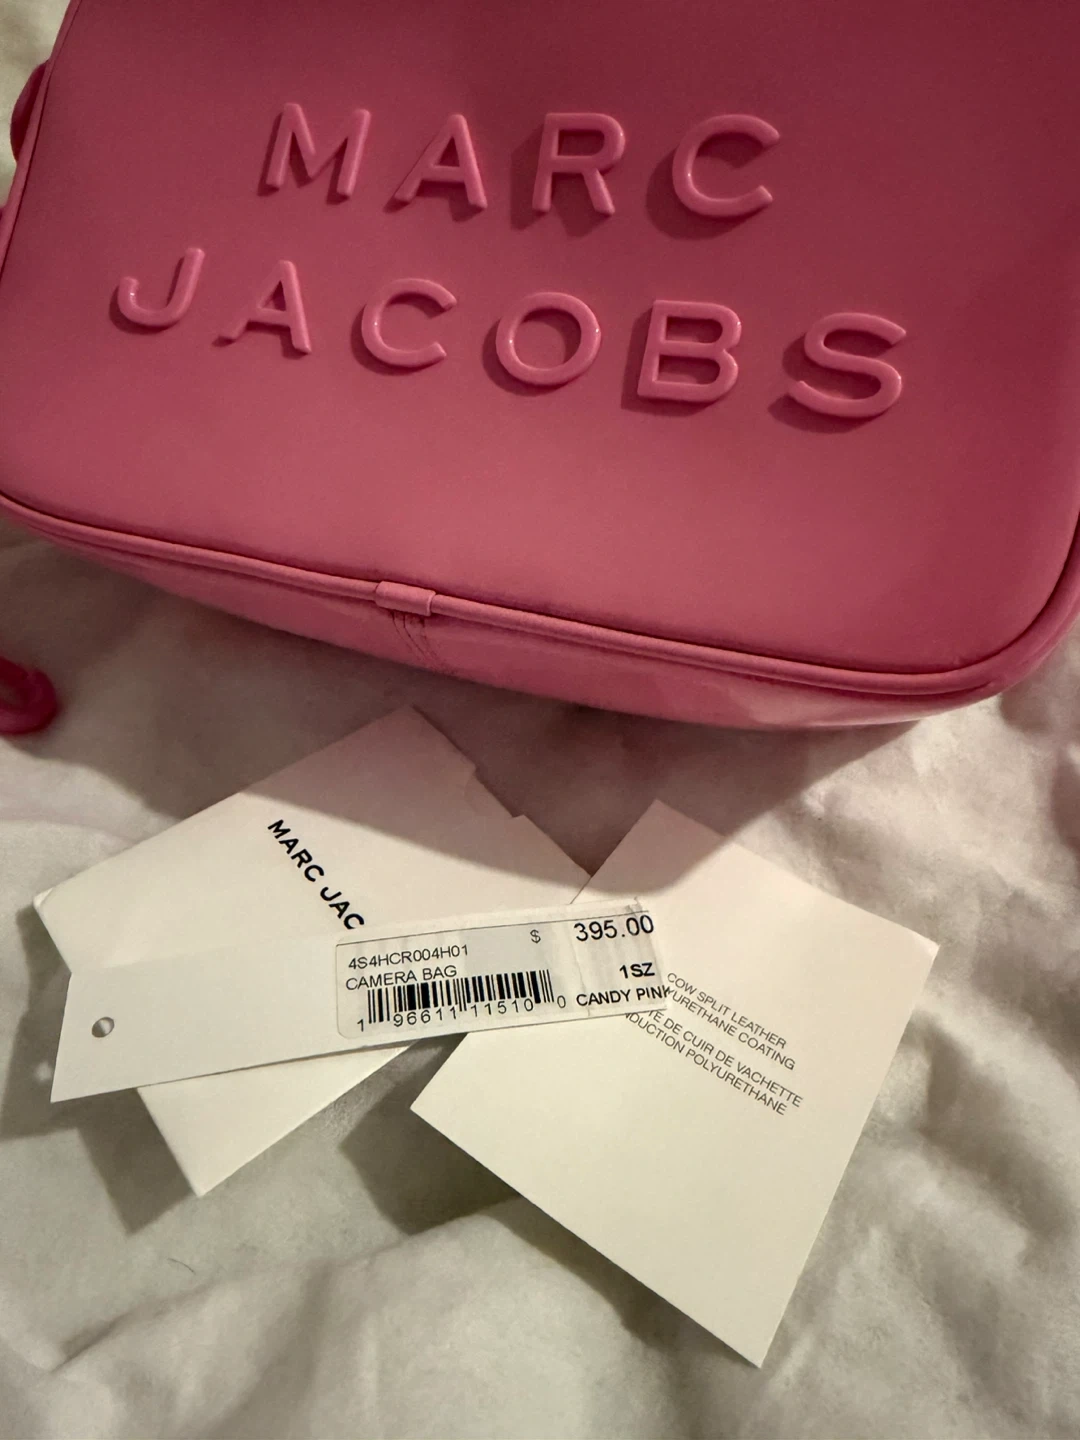 MARC
JACOBS
MARC JAC
$ 395.00
4S4HCR004H01
CAMERA BAG
1SZ
1 96611 11510 0
CANDY PINK
COW SPLIT LEATHER
YURETHANE COATING
TE DE CUIR DE VACHETTE
DUCTION POLYURETHANE